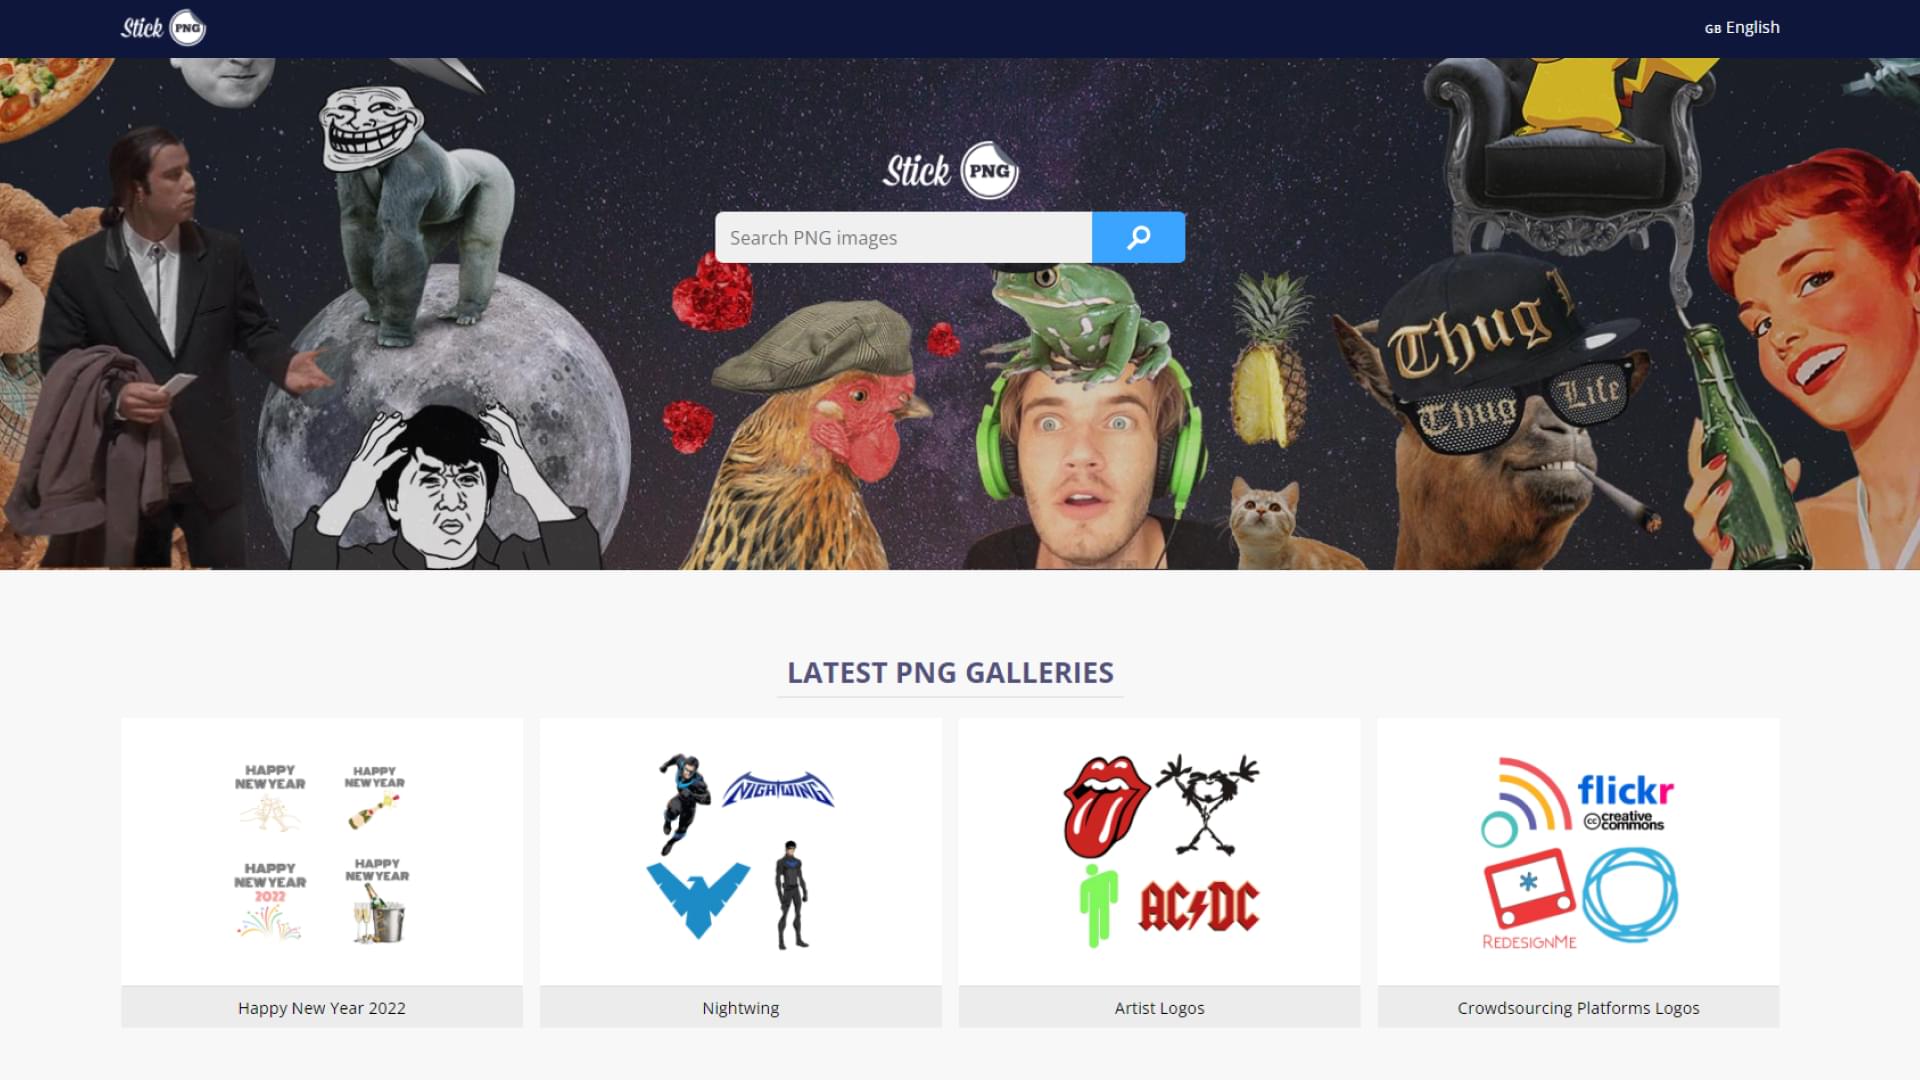 Stick PNG
GB English
Stick PNG
Search PNG images
Thug
Thug Life
LATEST PNG GALLERIES
HAPPY
NEW YEAR
HAPPY
NEW YEAR
HAPPY
NEW YEAR
2022
HAPPY
NEW YEAR
NIGHTWING
AC DC
flickr
cc creative
commons
REDESIGNME
Happy New Year 2022
Nightwing
Artist Logos
Crowdsourcing Platforms Logos